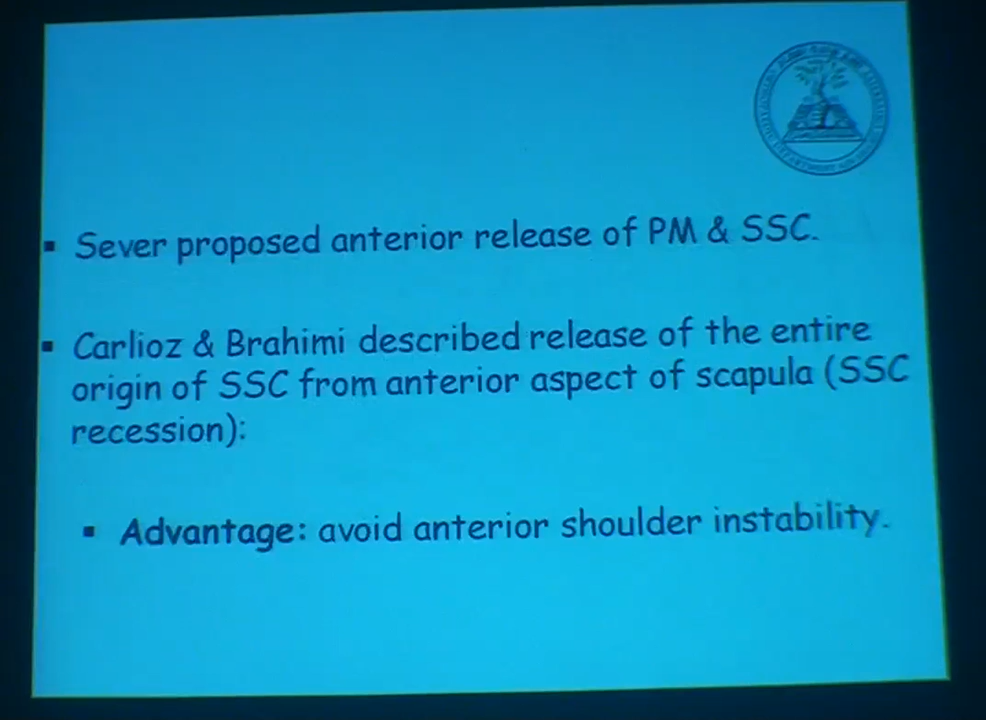 ▪ Sever proposed anterior release of PM & SSC.
▪ Carlioz & Brahimi described release of the entire
origin of SSC from anterior aspect of scapula (SSC
recession):
▪ Advantage: avoid anterior shoulder instability.